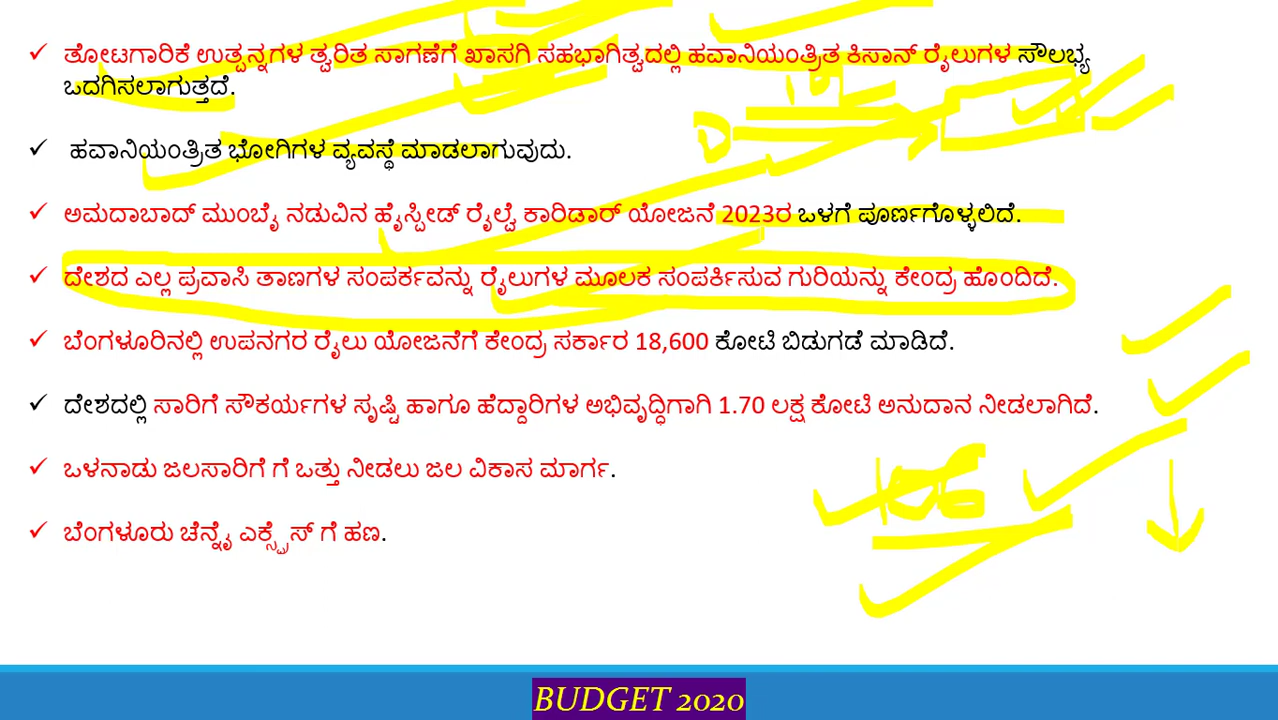 ತೋಟಗಾರಿಕೆ ಉತ್ಪನ್ನಗಳ ತ್ವರಿತ ಸಾಗಣೆಗೆ ಖಾಸಗಿ ಸಹಭಾಗಿತ್ವದಲ್ಲಿ ಹವಾನಿಯಂತ್ರಿತ ಕಿಸಾನ್ ರೈಲುಗಳ ಸೌಲಭ್ಯ
ಒದಗಿಸಲಾಗುತ್ತದೆ.
ಹವಾನಿಯಂತ್ರಿತ ಭೋಗಿಗಳ ವ್ಯವಸ್ಥೆ ಮಾಡಲಾಗುವುದು.
ಅಮದಾಬಾದ್ ಮುಂಬೈ ನಡುವಿನ ಹೈಸ್ಪೀಡ್ ರೈಲ್ವೆ ಕಾರಿಡಾರ್ ಯೋಜನೆ 2023ರ ಒಳಗೆ ಪೂರ್ಣಗೊಳ್ಳಲಿದೆ.
ದೇಶದ ಎಲ್ಲ ಪ್ರವಾಸಿ ತಾಣಗಳ ಸಂಪರ್ಕವನ್ನು ರೈಲುಗಳ ಮೂಲಕ ಸಂಪರ್ಕಿಸುವ ಗುರಿಯನ್ನು ಕೇಂದ್ರ ಹೊಂದಿದೆ.
ಬೆಂಗಳೂರಿನಲ್ಲಿ ಉಪನಗರ ರೈಲು ಯೋಜನೆಗೆ ಕೇಂದ್ರ ಸರ್ಕಾರ 18,600 ಕೋಟಿ ಬಿಡುಗಡೆ ಮಾಡಿದೆ.
ದೇಶದಲ್ಲಿ ಸಾರಿಗೆ ಸೌಕರ್ಯಗಳ ಸೃಷ್ಟಿ ಹಾಗೂ ಹೆದ್ದಾರಿಗಳ ಅಭಿವೃದ್ಧಿಗಾಗಿ 1.70 ಲಕ್ಷ ಕೋಟಿ ಅನುದಾನ ನೀಡಲಾಗಿದೆ.
ಒಳನಾಡು ಜಲಸಾರಿಗೆ ಗೆ ಒತ್ತು ನೀಡಲು ಜಲ ವಿಕಾಸ ಮಾರ್ಗ.
ಬೆಂಗಳೂರು ಚೆನ್ನೈ ಎಕ್ಸ್ಪ್ರೆಸ್ ಗೆ ಹಣ.
BUDGET 2020